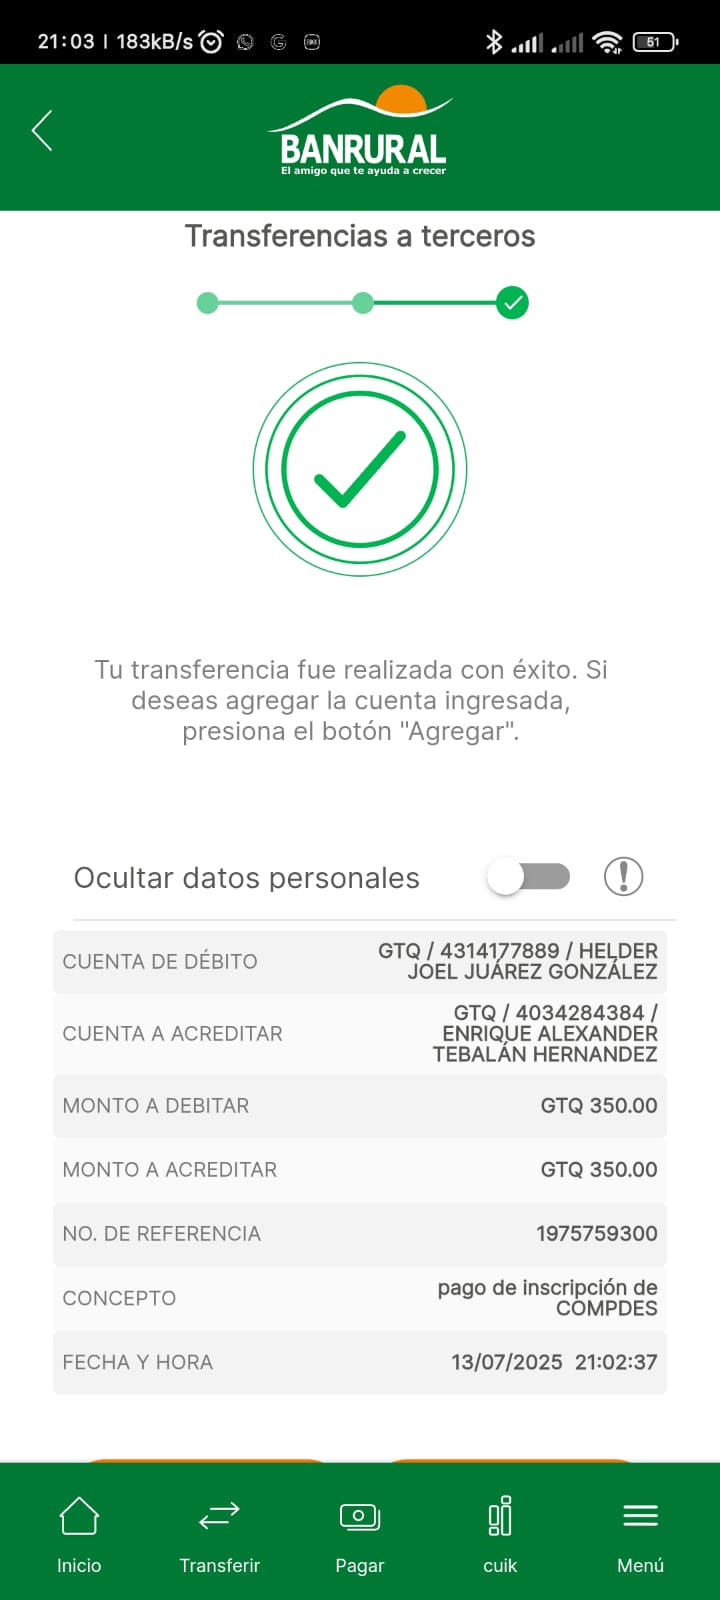 21:03 | 183kB/s
51
BANRURAL
El amigo que te ayuda a crecer
Transferencias a terceros
Tu transferencia fue realizada con éxito. Si
deseas agregar la cuenta ingresada,
presiona el botón "Agregar".
Ocultar datos personales
CUENTA DE DÉBITO
GTQ / 4314177889 / HELDER
JOEL JUÁREZ GONZÁLEZ
CUENTA A ACREDITAR
GTQ / 4034284384 /
ENRIQUE ALEXANDER
TEBALÁN HERNANDEZ
MONTO A DEBITAR
GTQ 350.00
MONTO A ACREDITAR
GTQ 350.00
NO. DE REFERENCIA
1975759300
CONCEPTO
pago de inscripción de
COMPDES
FECHA Y HORA
13/07/2025 21:02:37
Inicio
Transferir
Pagar
cuik
Menú